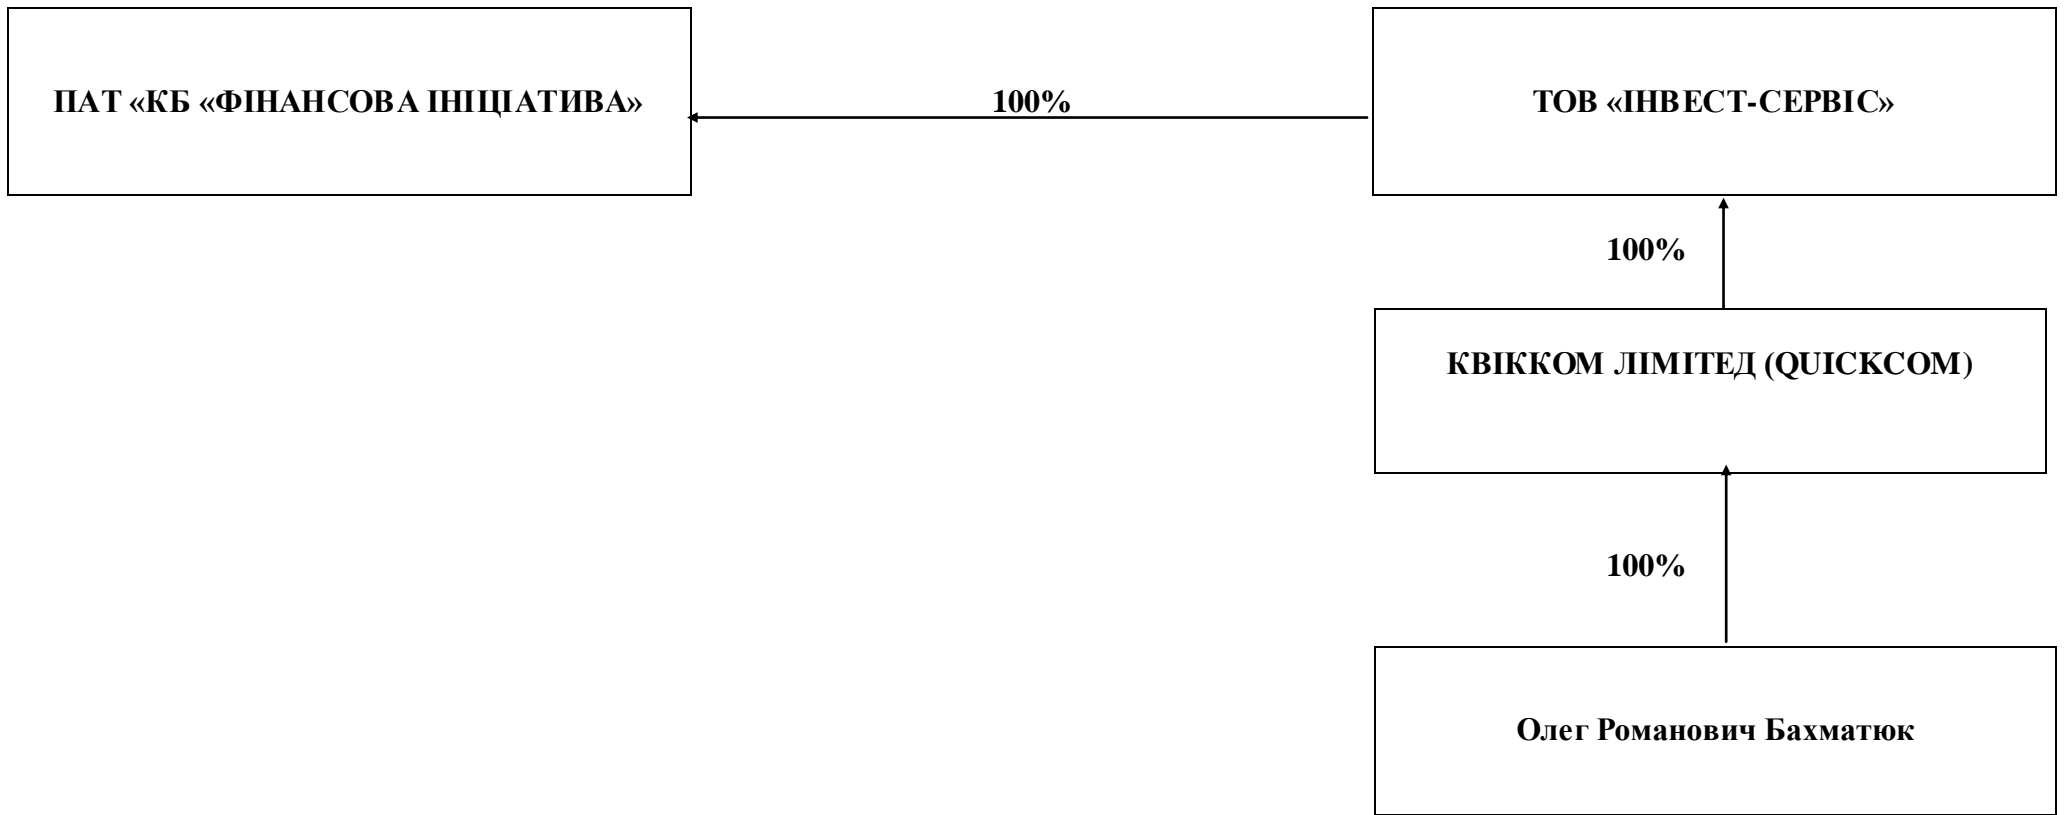 ПАТ «КБ «ФІНАНСОВА ІНІЦІАТИВА»
100%
ТОВ «ІНВЕСТ-СЕРВІС»
100%
КВІККОМ ЛІМІТЕД (QUICKCOM)
100%
Олег Романович Бахматюк